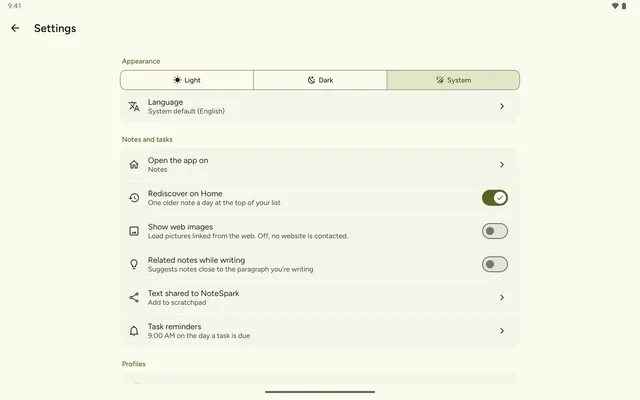 9:41
Settings
Appearance
Light
Dark
System
Language
System default (English)
Notes and tasks
Open the app on
Notes
Rediscover on Home
One older note a day at the top of your list
Show web images
Load pictures linked from the web. Off, no website is contacted.
Related notes while writing
Suggests notes close to the paragraph you're writing
Text shared to NoteSpark
Add to scratchpad
Task reminders
9:00 AM on the day a task is due
Profiles